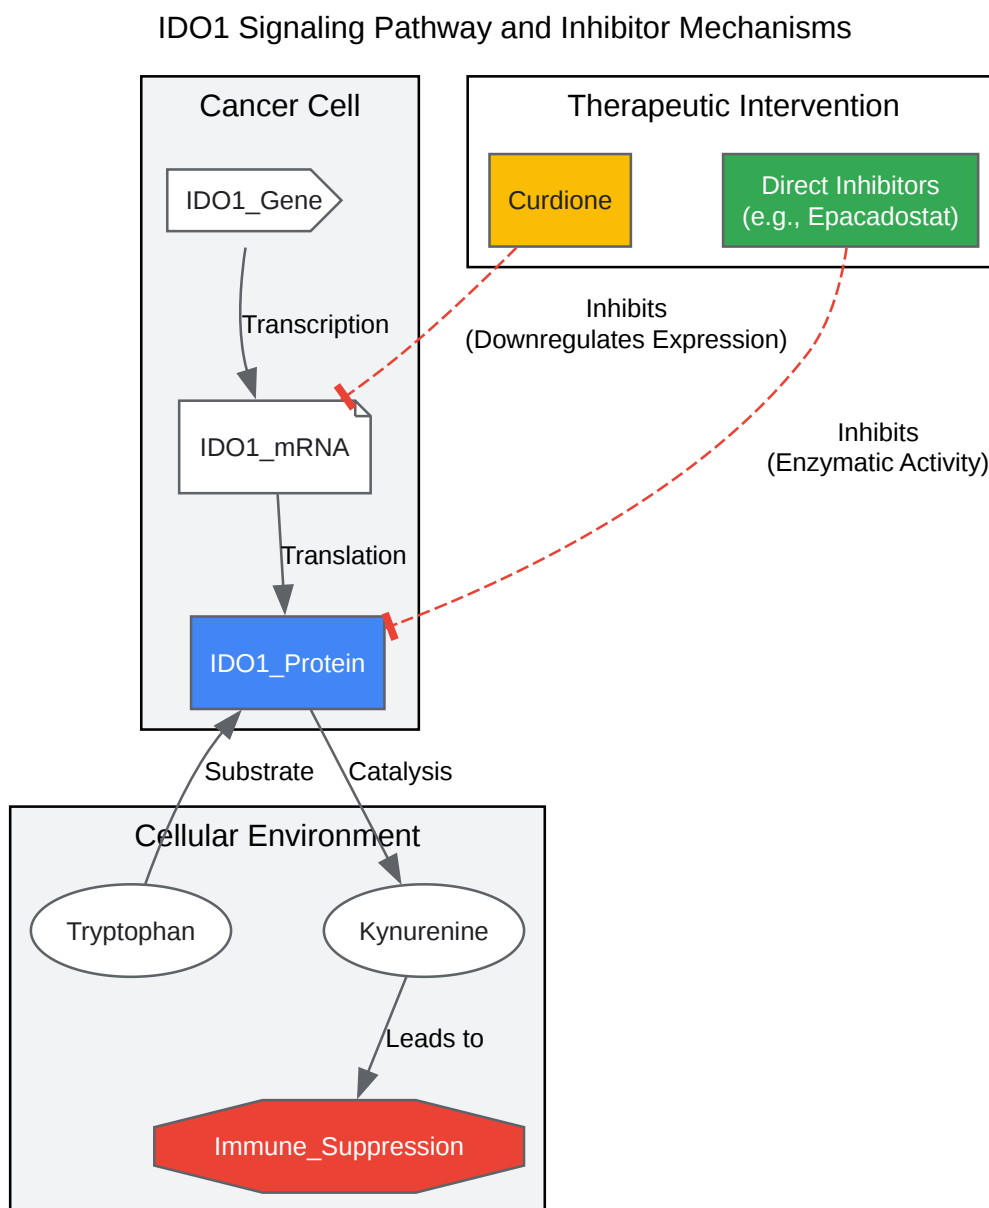 IDO1 Signaling Pathway and Inhibitor Mechanisms
Cancer Cell
Therapeutic Intervention
IDO1_Gene
Curdione
Direct Inhibitors
(e.g., Epacadostat)
Transcription
Inhibits
(Downregulates Expression)
IDO1_mRNA
Inhibits
(Enzymatic Activity)
Translation
IDO1_Protein
Substrate
Catalysis
Cellular Environment
Tryptophan
Kynurenine
Leads to
Immune_Suppression